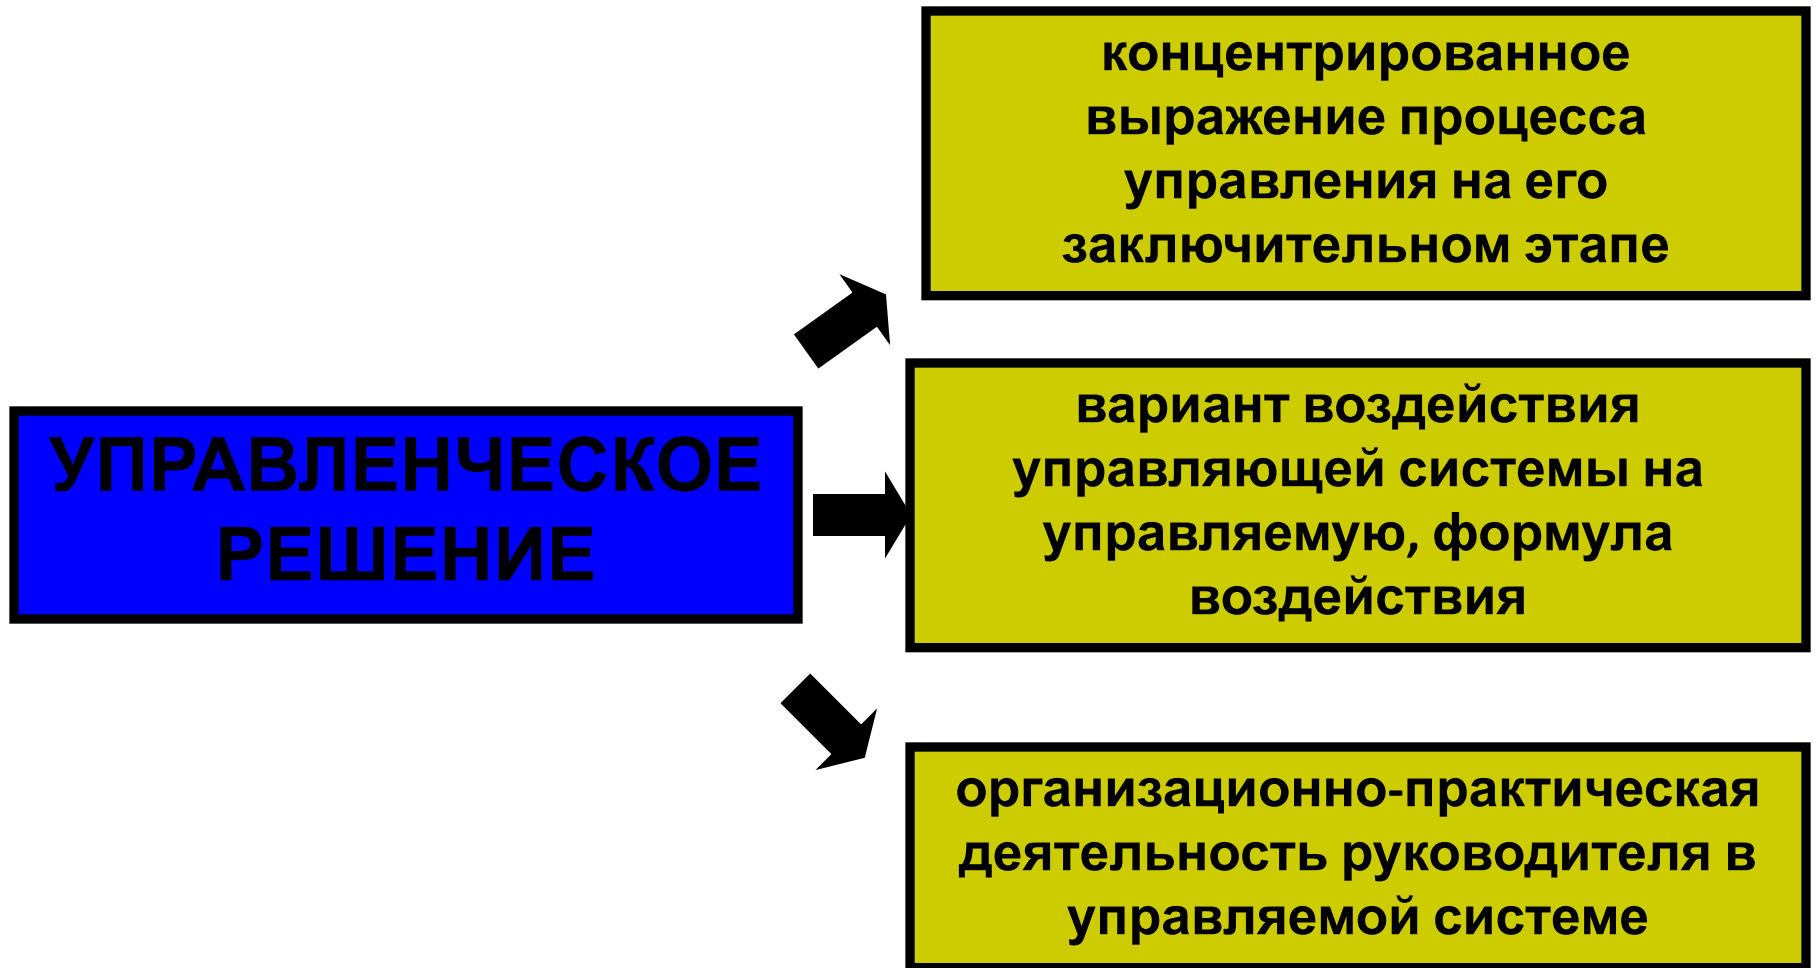 УПРАВЛЕНЧЕСКОЕ
РЕШЕНИЕ
концентрированное
выражение процесса
управления на его
заключительном этапе
вариант воздействия
управляющей системы на
управляемую, формула
воздействия
организационно-практическая
деятельность руководителя в
управляемой системе